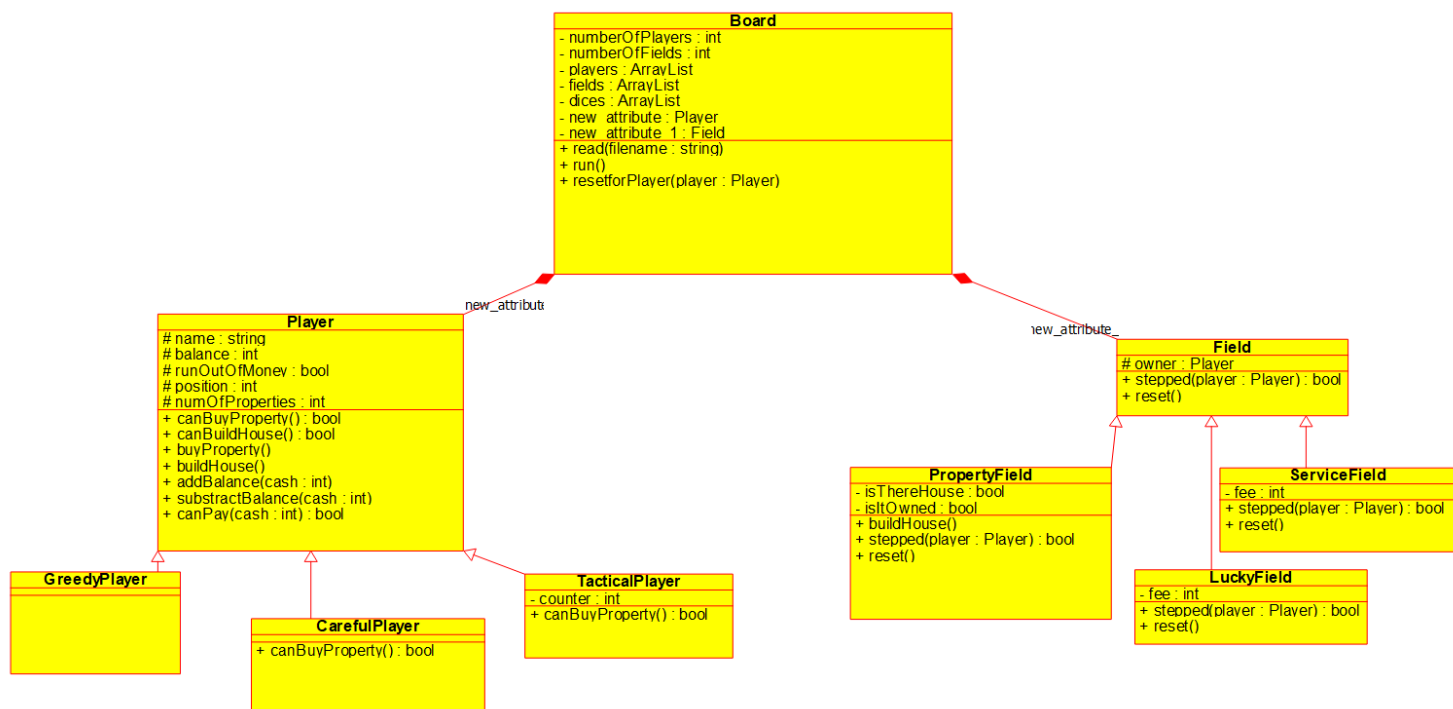 Board
- numberOfPlayers : int
- numberOfFields : int
- players : ArrayList
- fields : ArrayList
- dices : ArrayList
- new_attribute : Player
- new_attribute_1 : Field
+ read(filename : string)
+ run()
+ resetforPlayer(player : Player)
new_attribute
new_attribute_
Player
# name : string
# balance : int
# runOutOfMoney : bool
# position : int
# numOfProperties : int
+ canBuyProperty() : bool
+ canBuildHouse() : bool
+ buyProperty()
+ buildHouse()
+ addBalance(cash : int)
+ substractBalance(cash : int)
+ canPay(cash : int) : bool
Field
# owner : Player
+ stepped(player : Player) : bool
+ reset()
GreedyPlayer
CarefulPlayer
+ canBuyProperty() : bool
TacticalPlayer
- counter : int
+ canBuyProperty() : bool
PropertyField
- isThereHouse : bool
- isItOwned : bool
+ buildHouse()
+ stepped(player : Player) : bool
+ reset()
LuckyField
- fee : int
+ stepped(player : Player) : bool
+ reset()
ServiceField
- fee : int
+ stepped(player : Player) : bool
+ reset()